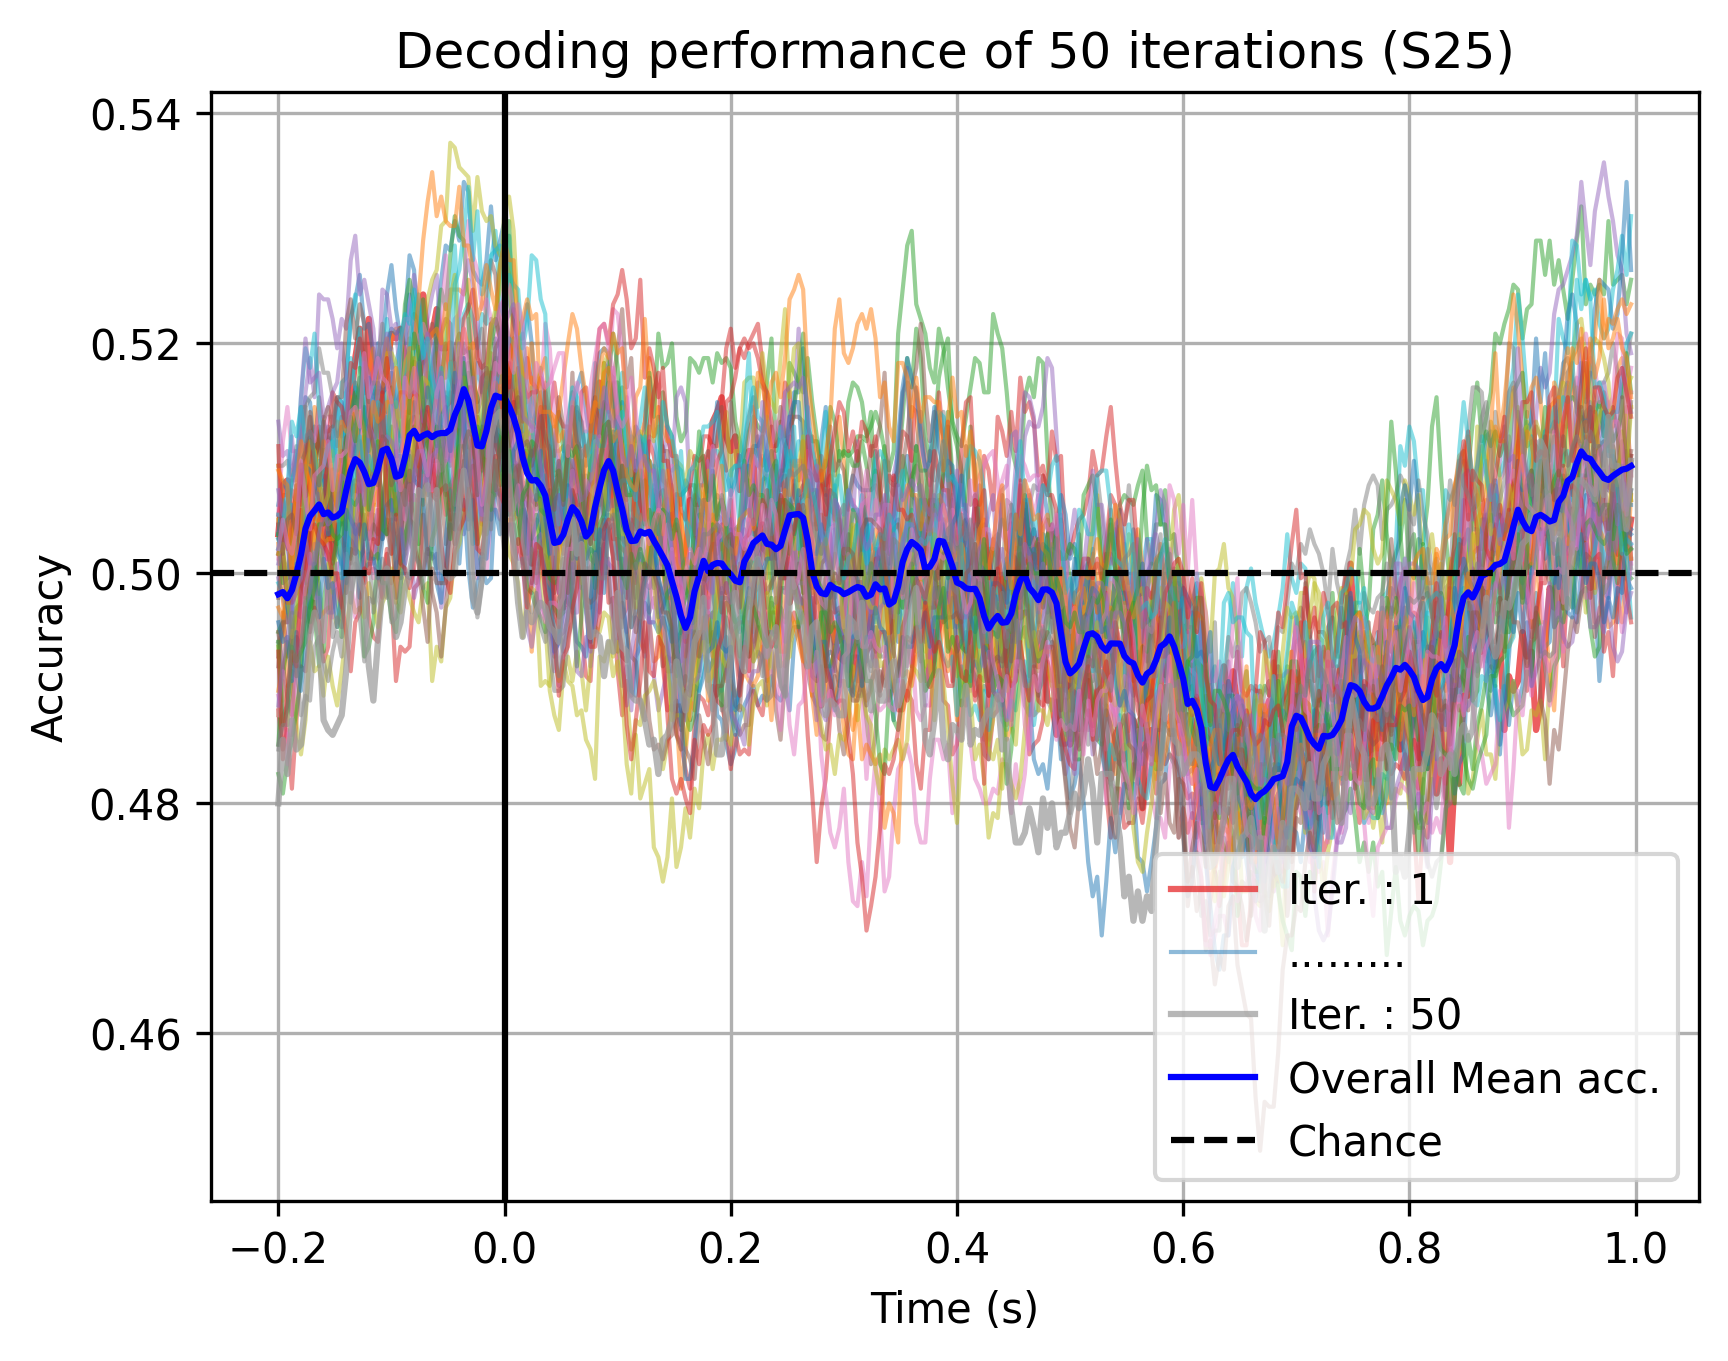 Decoding performance of 50 iterations (S25)
0.54
0.52
0.50
0.48
0.46
Accuracy
Iter. : 1
.........
Iter. : 50
Overall Mean acc.
Chance
−0.2 0.0 0.2 0.4 0.6 0.8 1.0
Time (s)